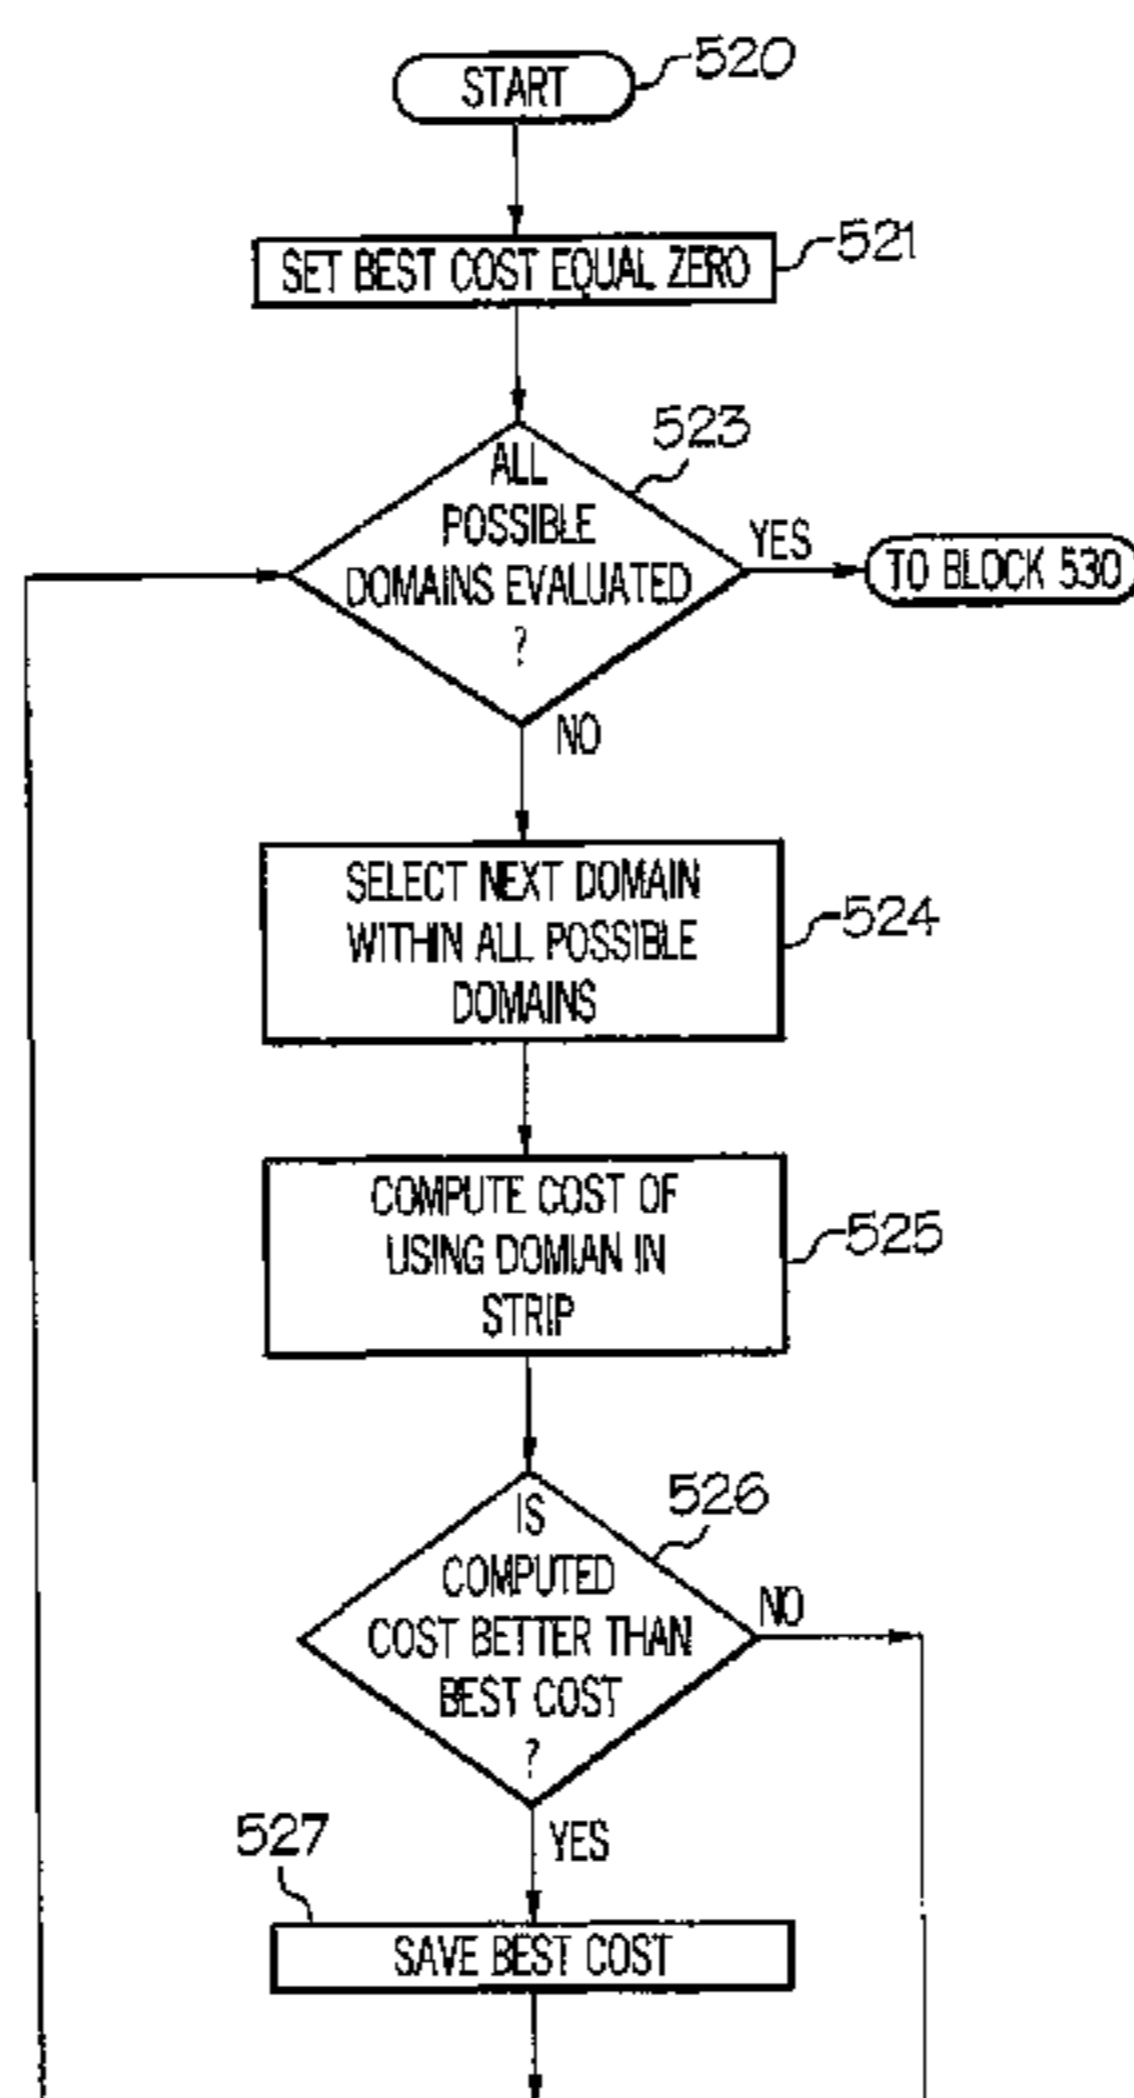 START
520
SET BEST COST EQUAL ZERO
521
523
ALL
POSSIBLE
DOMAINS EVALUATED
?
YES
TO BLOCK 530
NO
SELECT NEXT DOMAIN
WITHIN ALL POSSIBLE
DOMAINS
524
COMPUTE COST OF
USING DOMIAN IN
STRIP
525
526
IS
COMPUTED
COST BETTER THAN
BEST COST
?
NO
YES
527
SAVE BEST COST